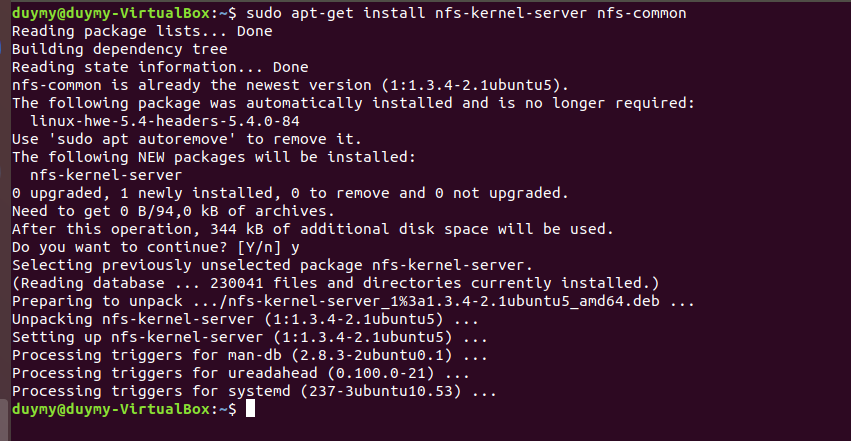 duymy@duymy-VirtualBox:~$ sudo apt-get install nfs-kernel-server nfs-common
Reading package lists... Done
Building dependency tree
Reading state information... Done
nfs-common is already the newest version (1:1.3.4-2.1ubuntu5).
The following package was automatically installed and is no longer required:
  linux-hwe-5.4-headers-5.4.0-84
Use 'sudo apt autoremove' to remove it.
The following NEW packages will be installed:
  nfs-kernel-server
0 upgraded, 1 newly installed, 0 to remove and 0 not upgraded.
Need to get 0 B/94,0 kB of archives.
After this operation, 344 kB of additional disk space will be used.
Do you want to continue? [Y/n] y
Selecting previously unselected package nfs-kernel-server.
(Reading database ... 230041 files and directories currently installed.)
Preparing to unpack .../nfs-kernel-server_1%3a1.3.4-2.1ubuntu5_amd64.deb ...
Unpacking nfs-kernel-server (1:1.3.4-2.1ubuntu5) ...
Setting up nfs-kernel-server (1:1.3.4-2.1ubuntu5) ...
Processing triggers for man-db (2.8.3-2ubuntu0.1) ...
Processing triggers for ureadahead (0.100.0-21) ...
Processing triggers for systemd (237-3ubuntu10.53) ...
duymy@duymy-VirtualBox:~$